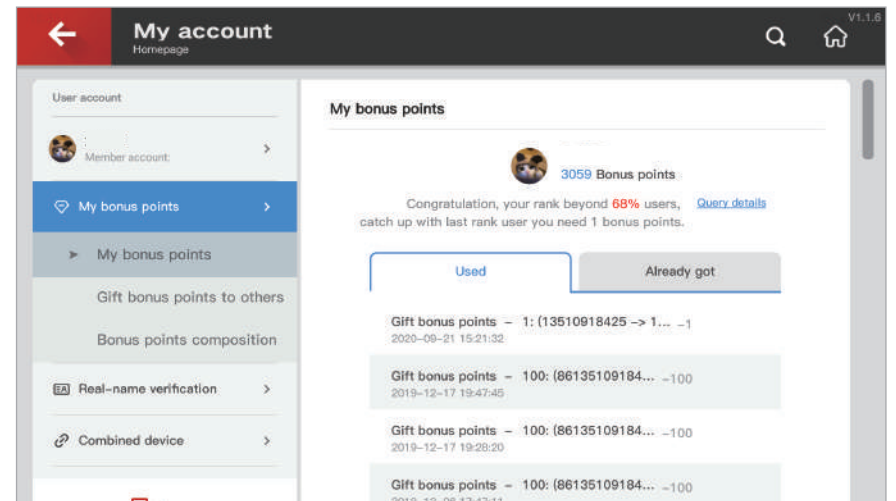 My account
Homepage
V1.1.6
User account
Member account:
My bonus points
My bonus points
Gift bonus points to others
Bonus points composition
Real-name verification
Combined device
My bonus points
3059 Bonus points
Congratulation, your rank beyond 68% users, Query details
catch up with last rank user you need 1 bonus points.
Used
Already got
Gift bonus points - 1: (13510918425 -> 1... -1
2020-09-21 15:21:32
Gift bonus points - 100: (86135109184... -100
2019-12-17 19:47:45
Gift bonus points - 100: (86135109184... -100
2019-12-17 19:28:20
Gift bonus points - 100: (86135109184... -100